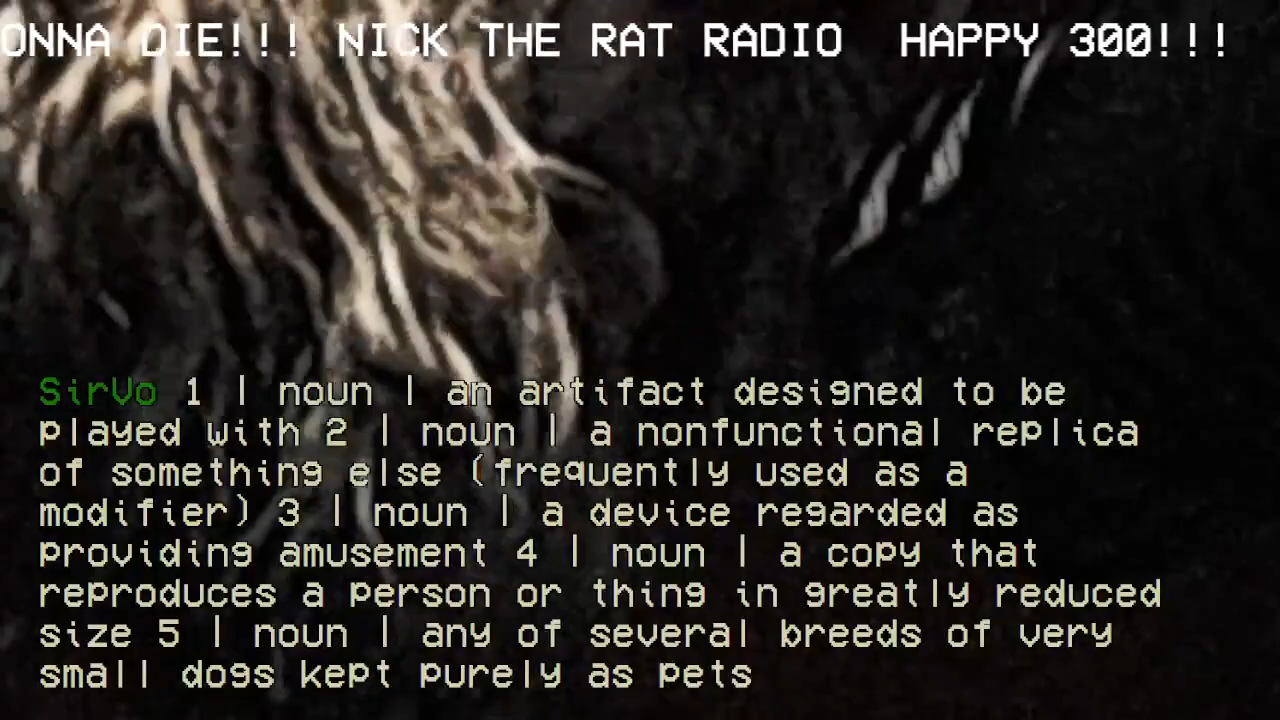 ONNA DIE!!! NICK THE RAT RADIO  HAPPY 300!!!
SirVo 1 | noun | an artifact designed to be
played with 2 | noun | a nonfunctional replica
of something else (frequently used as a
modifier) 3 | noun | a device regarded as
providing amusement 4 | noun | a copy that
reproduces a person or thing in greatly reduced
size 5 | noun | any of several breeds of very
small dogs kept purely as pets